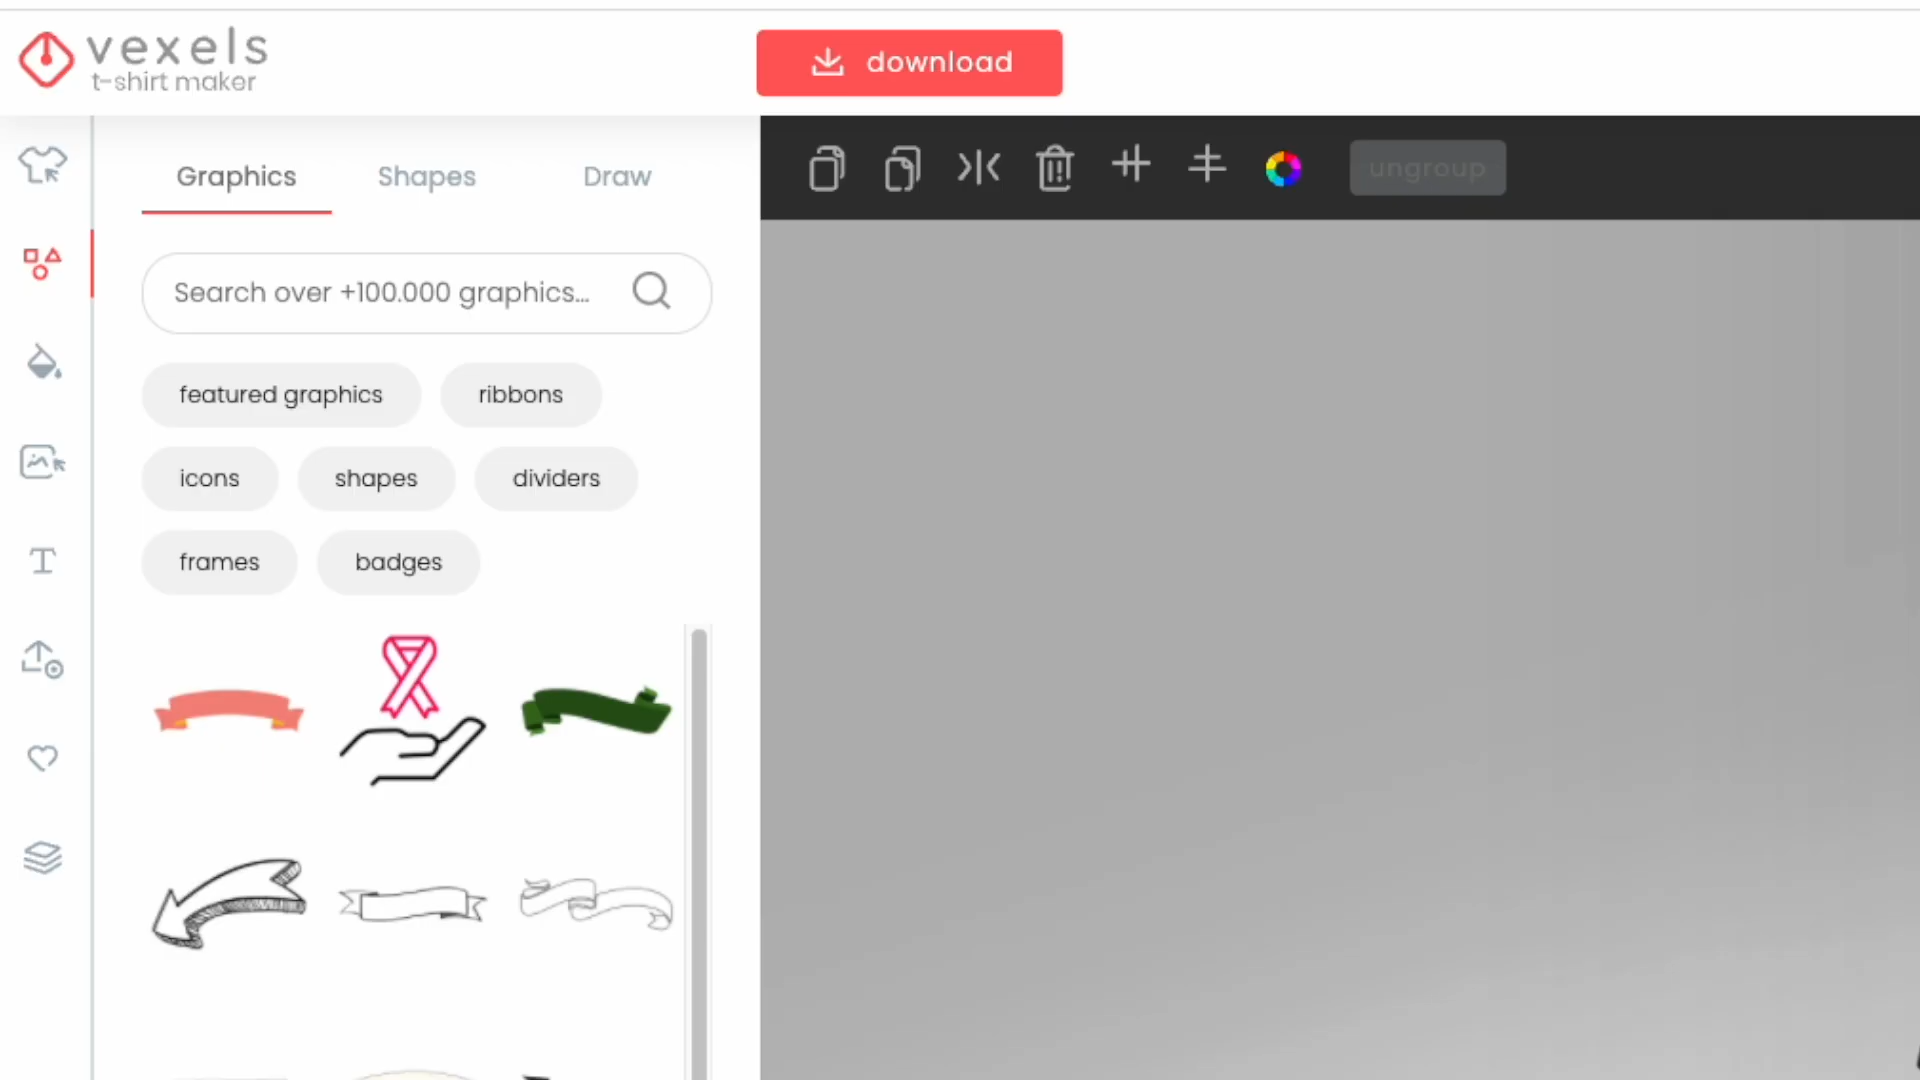 vexels
t-shirt maker
download
Graphics
Shapes
Draw
ungroup
Search over +100.000 graphics...
featured graphics
ribbons
icons
shapes
dividers
frames
badges